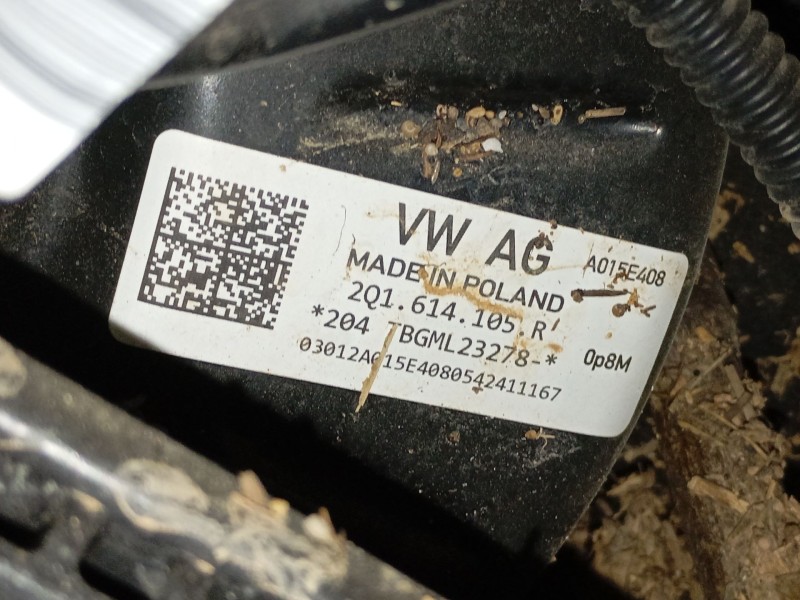 VW AG
A015E408
MADE IN POLAND
2Q1.614.105.R
*204 TBGML23278-*
0p8M
03012A015E4080542411167